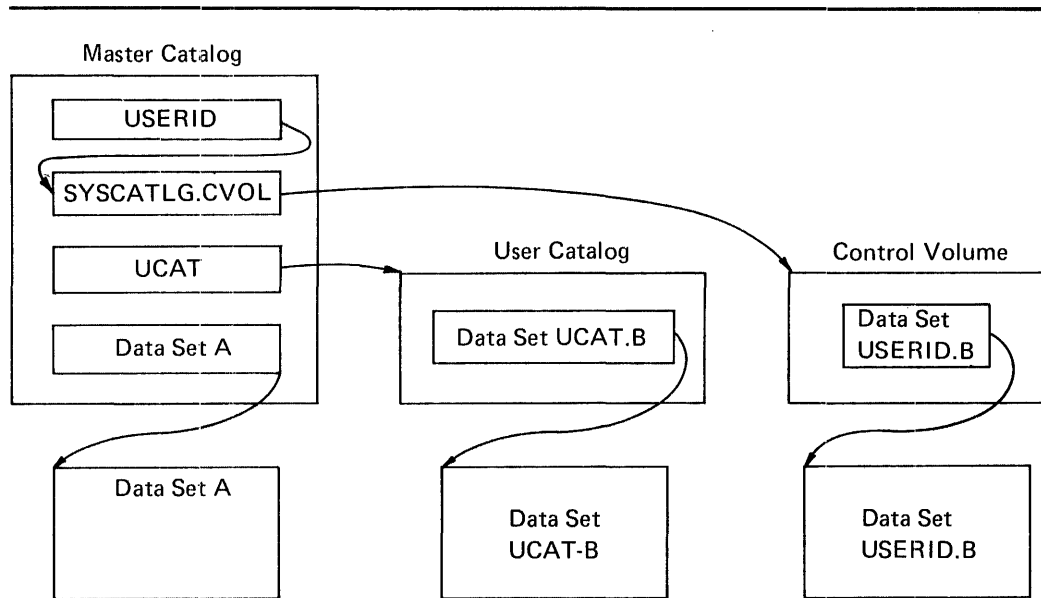 Master Catalog
USERID
SYSCATLG.CVOL
UCAT
Data Set A
User Catalog
Data Set UCAT.B
Control Volume
Data Set
USERID.B
Data Set A
Data Set
UCAT-B
Data Set
USERID.B